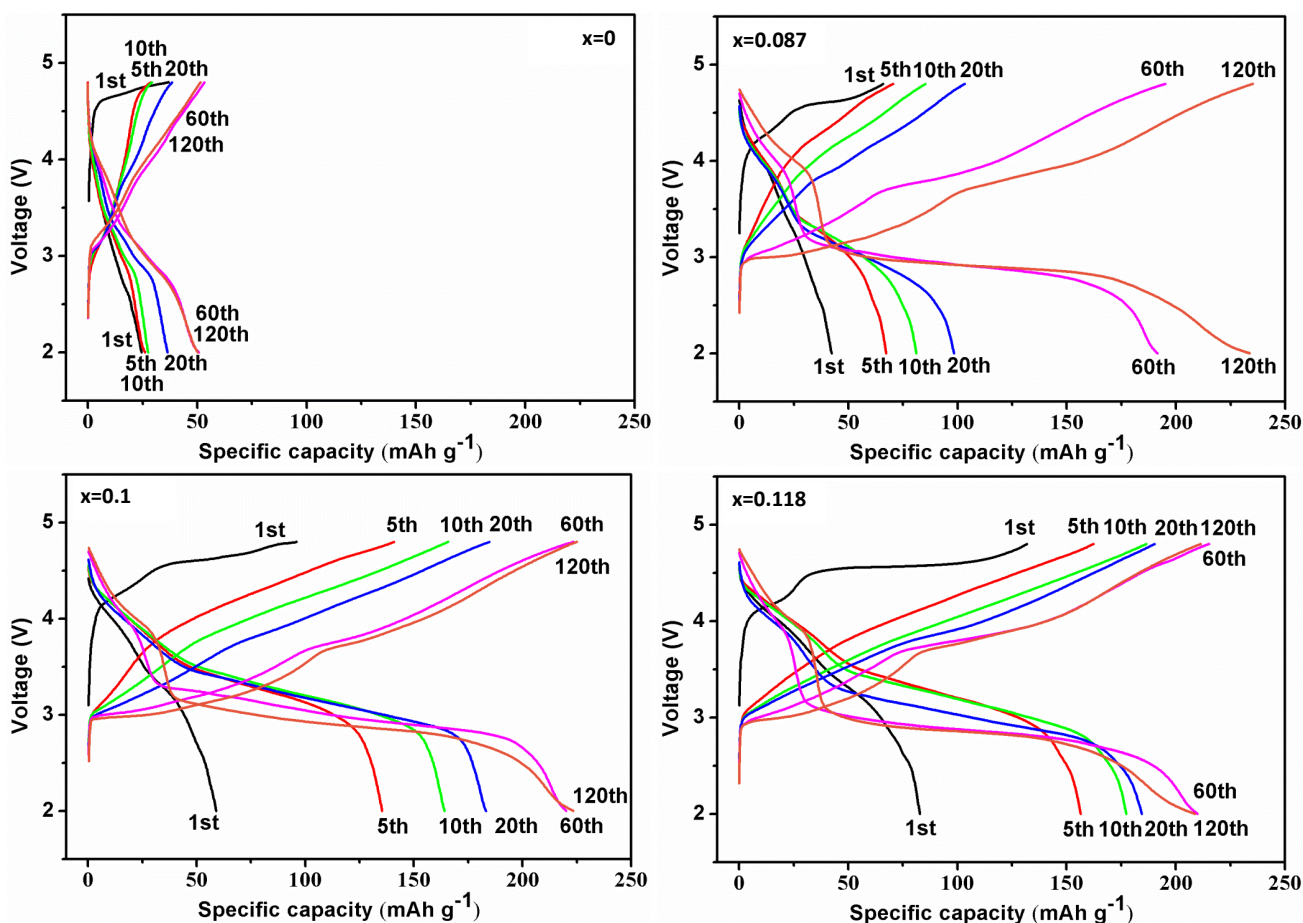 x=0
10th
5th
20th
1st
60th
120th
60th
120th
1st
5th
20th
10th
5
4
3
2
Voltage (V)
0
50
100
150
200
250
Specific capacity (mAh g-1)
x=0.087
1st
5th
10th
20th
60th
120th
1st
5th
10th
20th
60th
120th
5
4
3
2
Voltage (V)
0
50
100
150
200
250
Specific capacity (mAh g-1)
x=0.1
1st
5th
10th
20th
60th
120th
120th
1st
5th
10th
20th
60th
5
4
3
2
Voltage (V)
0
50
100
150
200
250
Specific capacity (mAh g-1)
x=0.118
1st
5th
10th
20th
120th
60th
60th
1st
5th
10th
20th
120th
5
4
3
2
Voltage (V)
0
50
100
150
200
250
Specific capacity (mAh g-1)